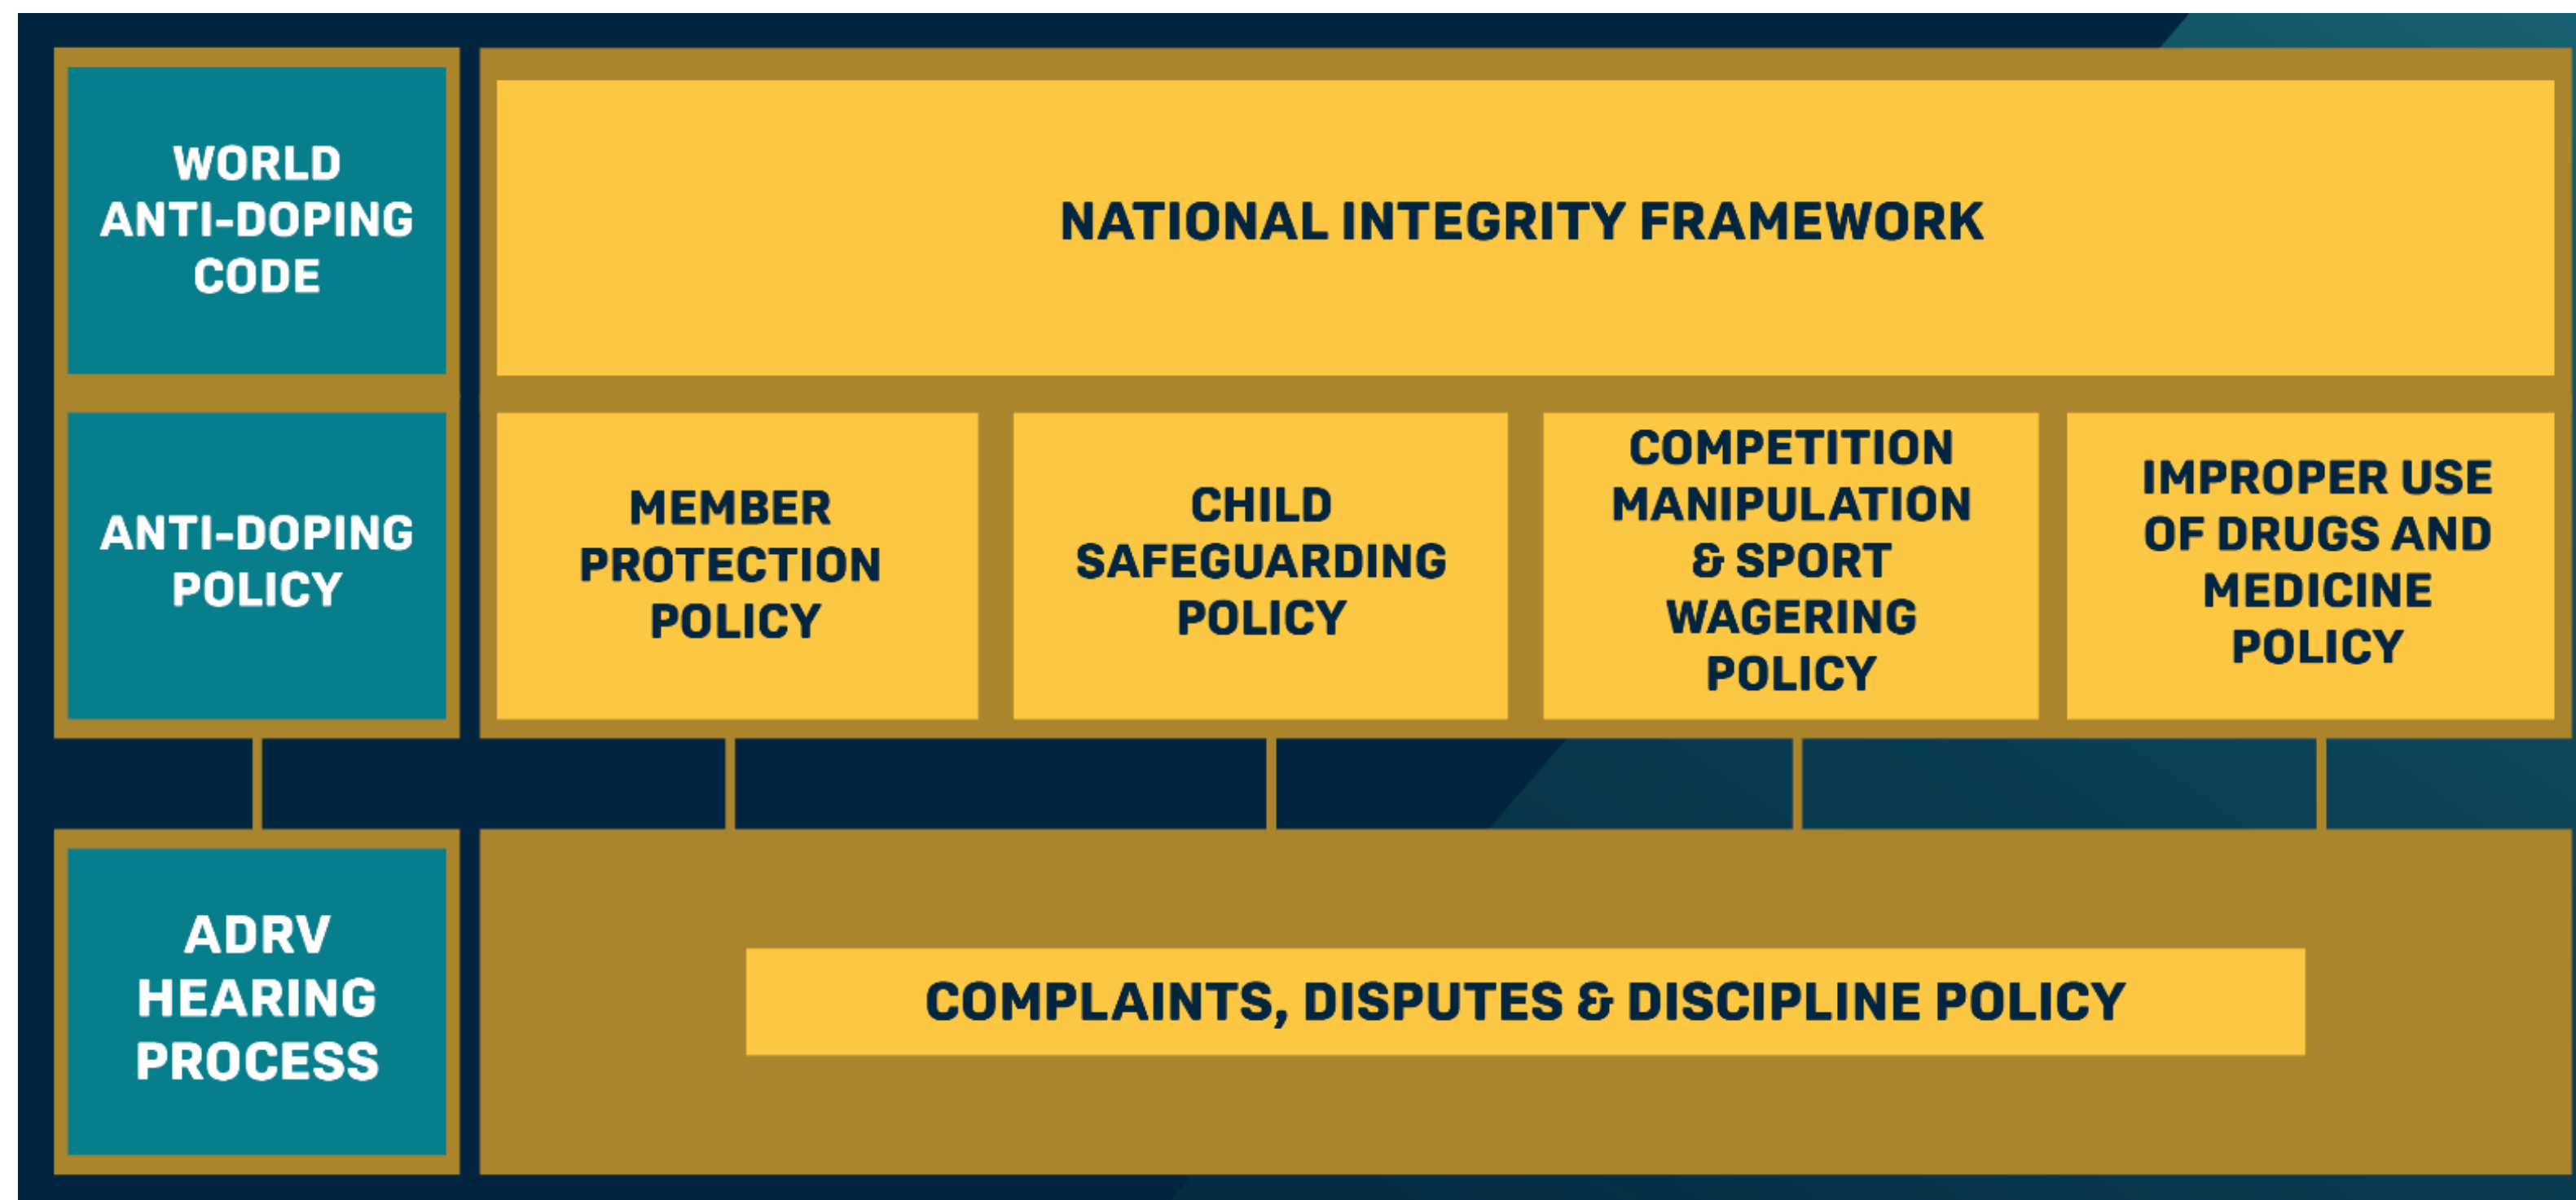 WORLD
ANTI-DOPING
CODE
NATIONAL INTEGRITY FRAMEWORK
ANTI-DOPING
POLICY
MEMBER
PROTECTION
POLICY
CHILD
SAFEGUARDING
POLICY
COMPETITION
MANIPULATION
& SPORT
WAGERING
POLICY
IMPROPER USE
OF DRUGS AND
MEDICINE
POLICY
ADRV
HEARING
PROCESS
COMPLAINTS, DISPUTES & DISCIPLINE POLICY